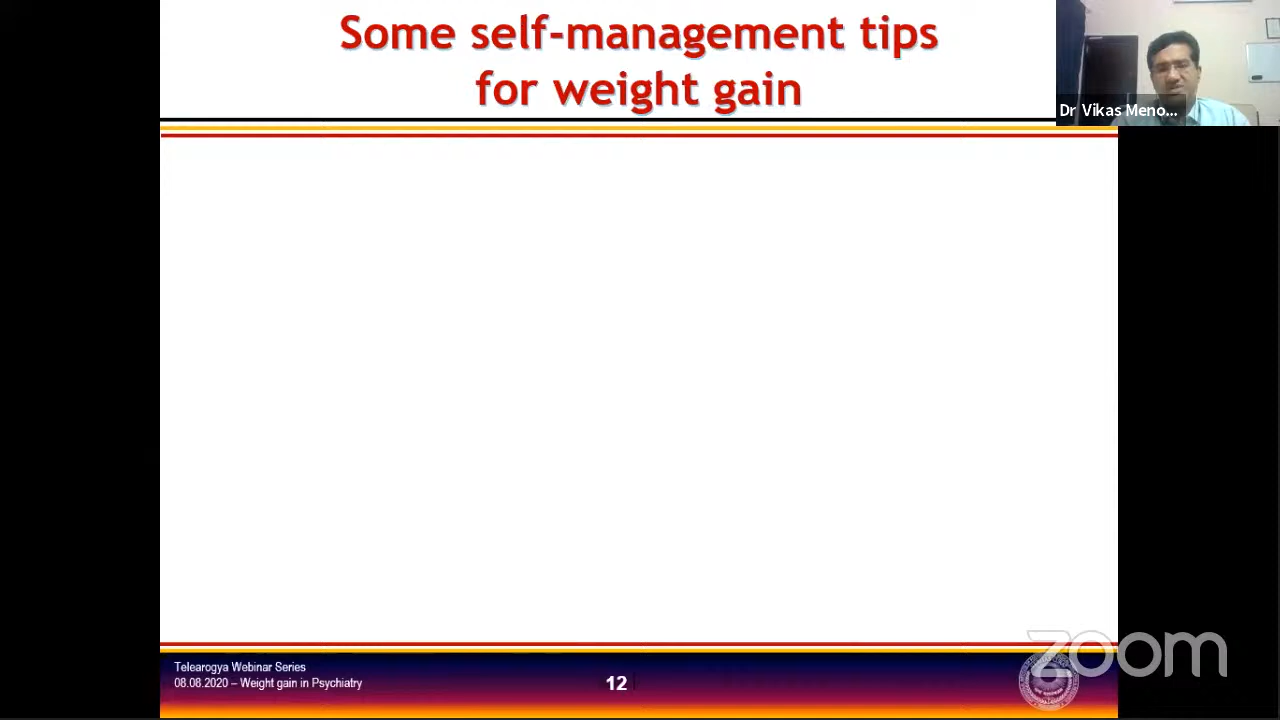 Some self-management tips
for weight gain
Dr Vikas Meno...
Telearogya Webinar Series
08.08.2020 – Weight gain in Psychiatry
12
zoom